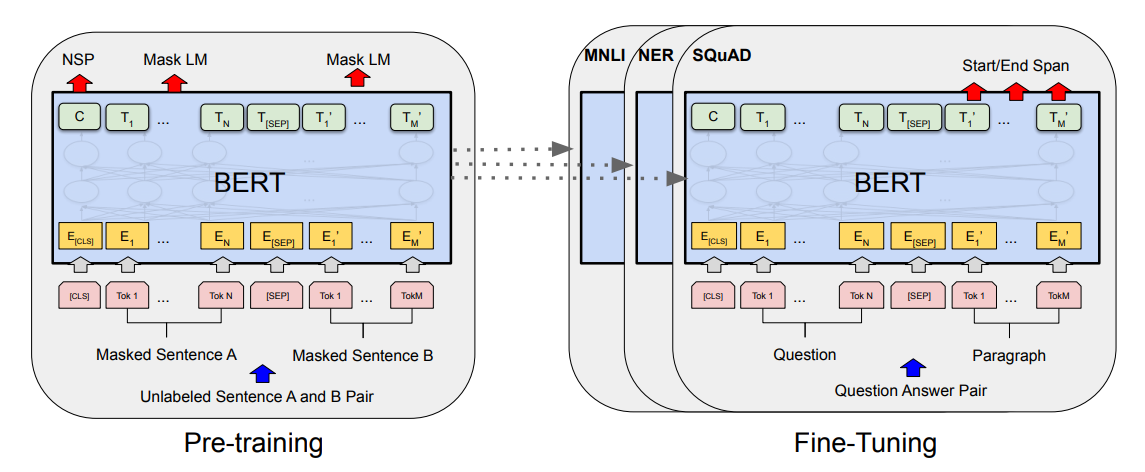 NSP Mask LM Mask LM
C T1 ... TN T[SEP] T1' ... TM'
...
BERT
...
E[CLS] E1 ... EN E[SEP] E1' ... EM'
[CLS] Tok 1 ... Tok N [SEP] Tok 1 ... TokM
Masked Sentence A Masked Sentence B
Unlabeled Sentence A and B Pair
Pre-training
MNLI NER SQuAD
Start/End Span
C T1 ... TN T[SEP] T1' ... TM'
...
BERT
...
E[CLS] E1 ... EN E[SEP] E1' ... EM'
[CLS] Tok 1 ... Tok N [SEP] Tok 1 ... TokM
Question Paragraph
Question Answer Pair
Fine-Tuning